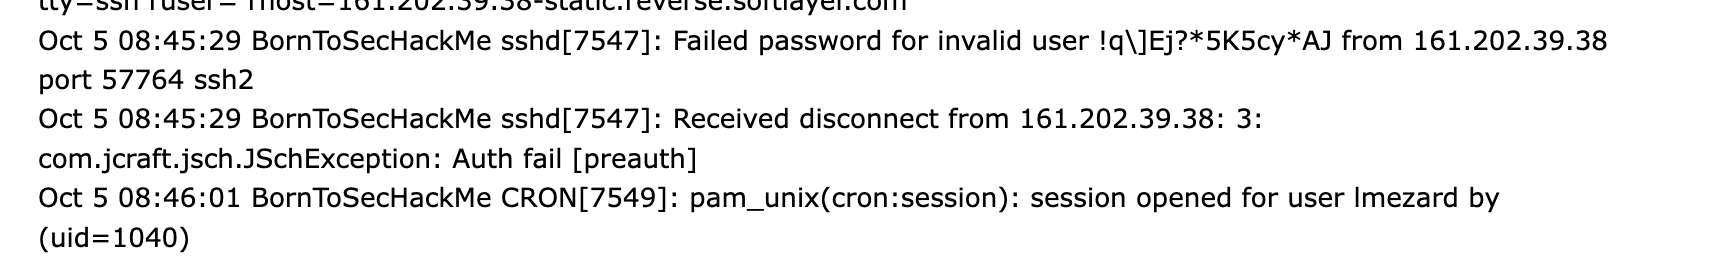 tty=ssh ruser= rhost=161.202.39.38-static.reverse.softlayer.com
Oct 5 08:45:29 BornToSecHackMe sshd[7547]: Failed password for invalid user !q\]Ej?*5K5cy*AJ from 161.202.39.38
port 57764 ssh2
Oct 5 08:45:29 BornToSecHackMe sshd[7547]: Received disconnect from 161.202.39.38: 3:
com.jcraft.jsch.JSchException: Auth fail [preauth]
Oct 5 08:46:01 BornToSecHackMe CRON[7549]: pam_unix(cron:session): session opened for user lmezard by
(uid=1040)